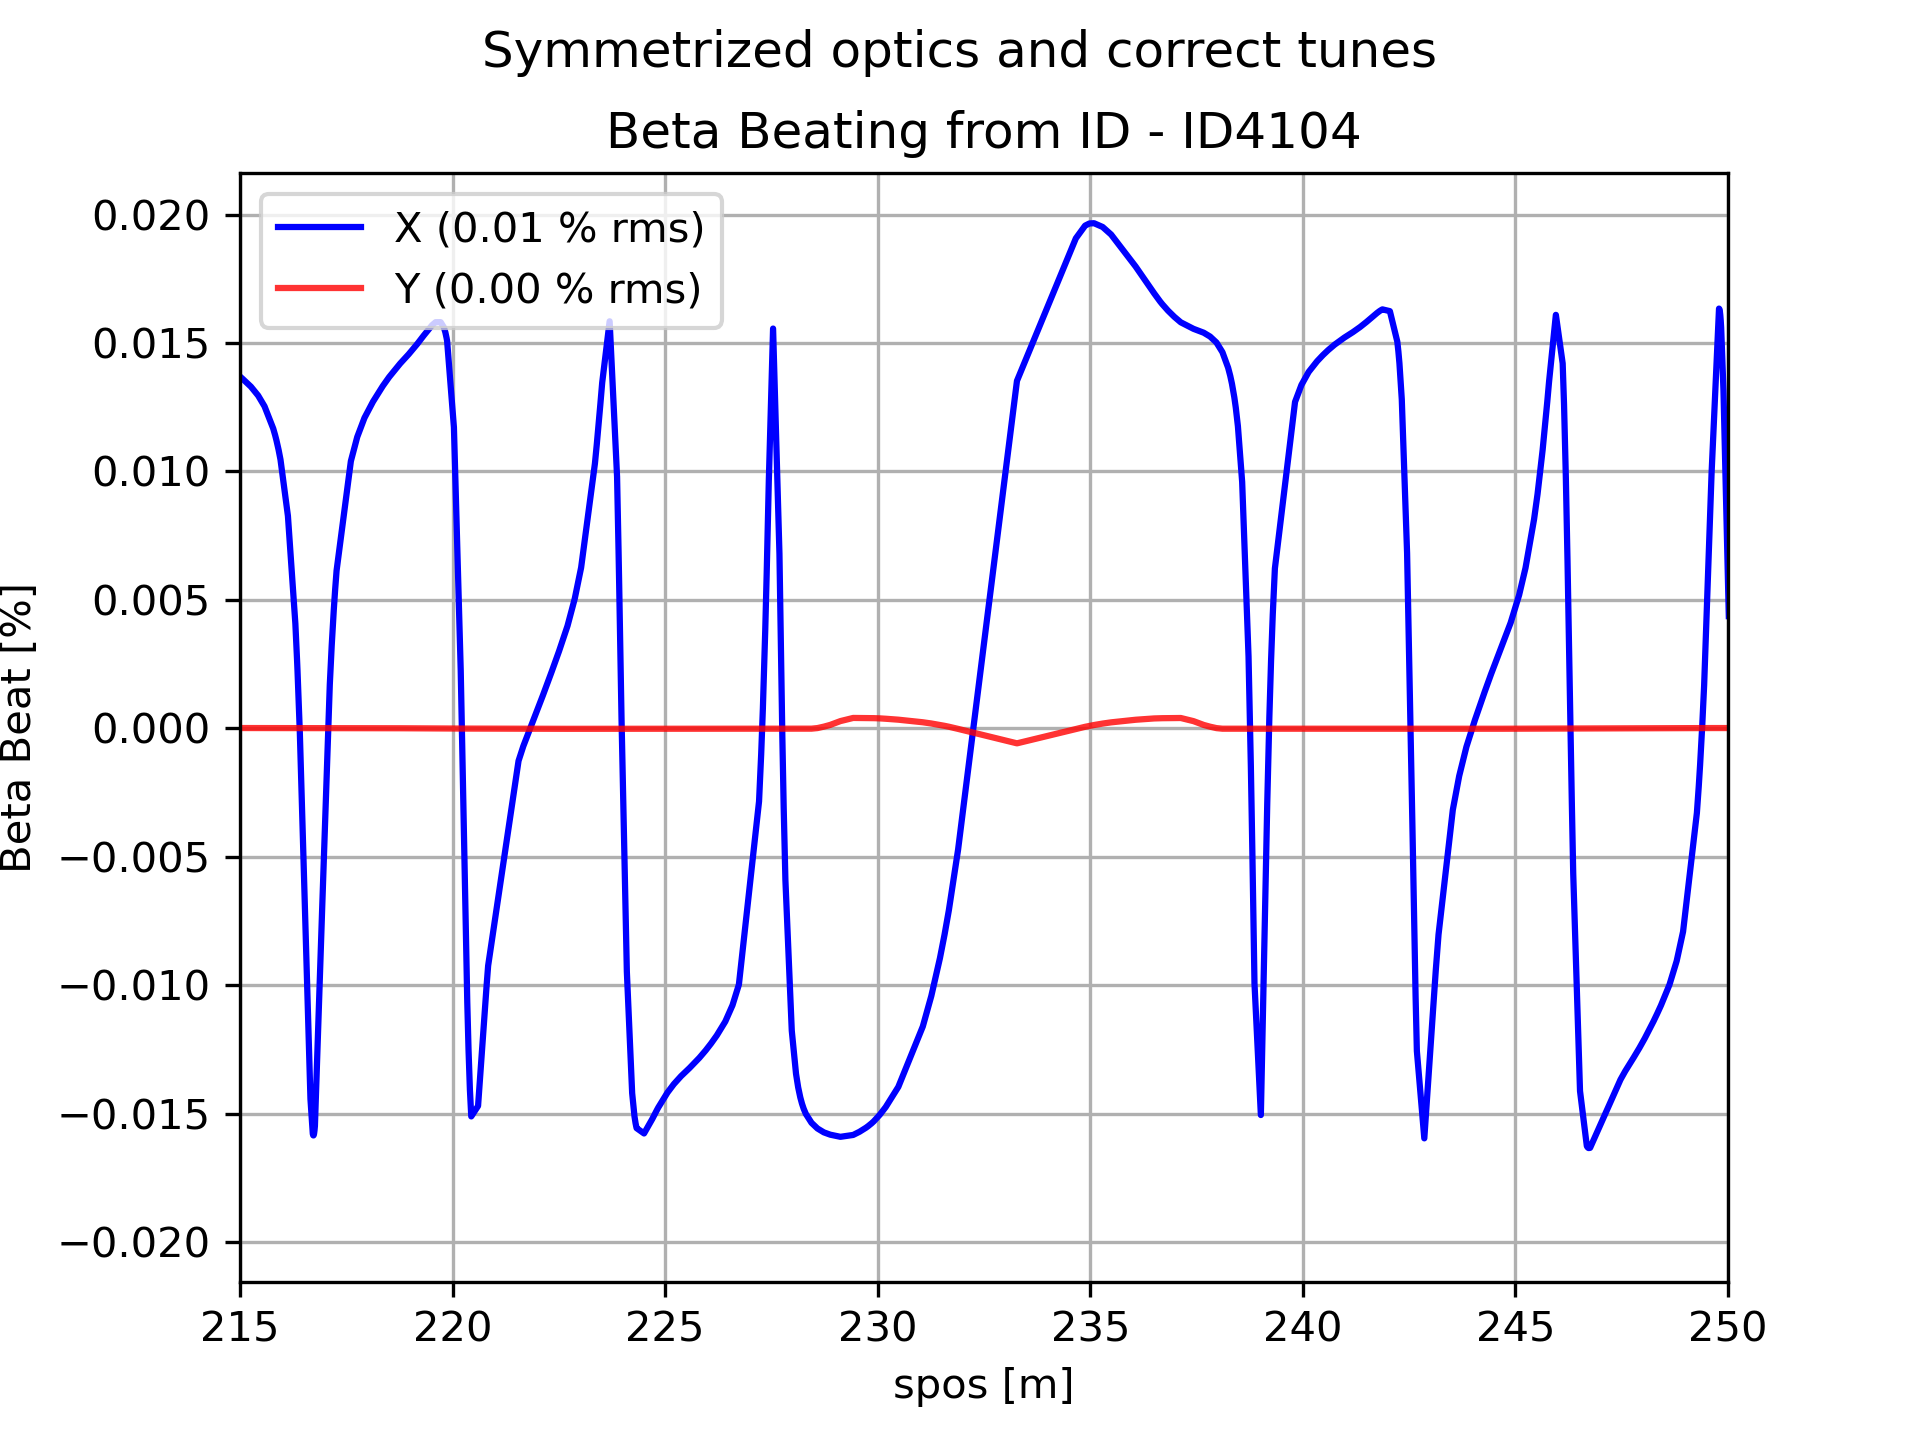 Symmetrized optics and correct tunes
Beta Beating from ID - ID4104
X (0.01 % rms)
Y (0.00 % rms)
Beta Beat [%]
0.020
0.015
0.010
0.005
0.000
−0.005
−0.010
−0.015
−0.020
215 220 225 230 235 240 245 250
spos [m]